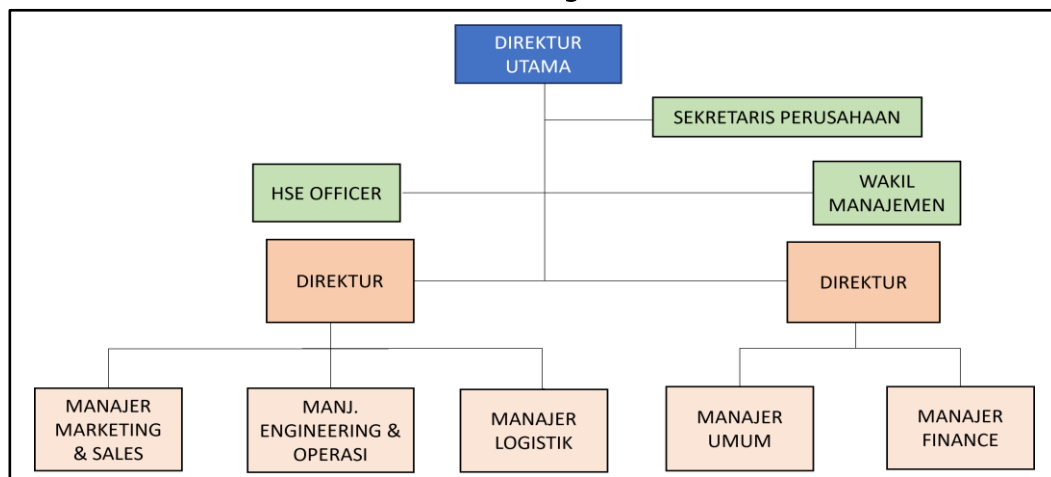 DIREKTUR
UTAMA
SEKRETARIS PERUSAHAAN
HSE OFFICER
WAKIL
MANAJEMEN
DIREKTUR
DIREKTUR
MANAJER
MARKETING
& SALES
MANJ.
ENGINEERING &
OPERASI
MANAJER
LOGISTIK
MANAJER
UMUM
MANAJER
FINANCE